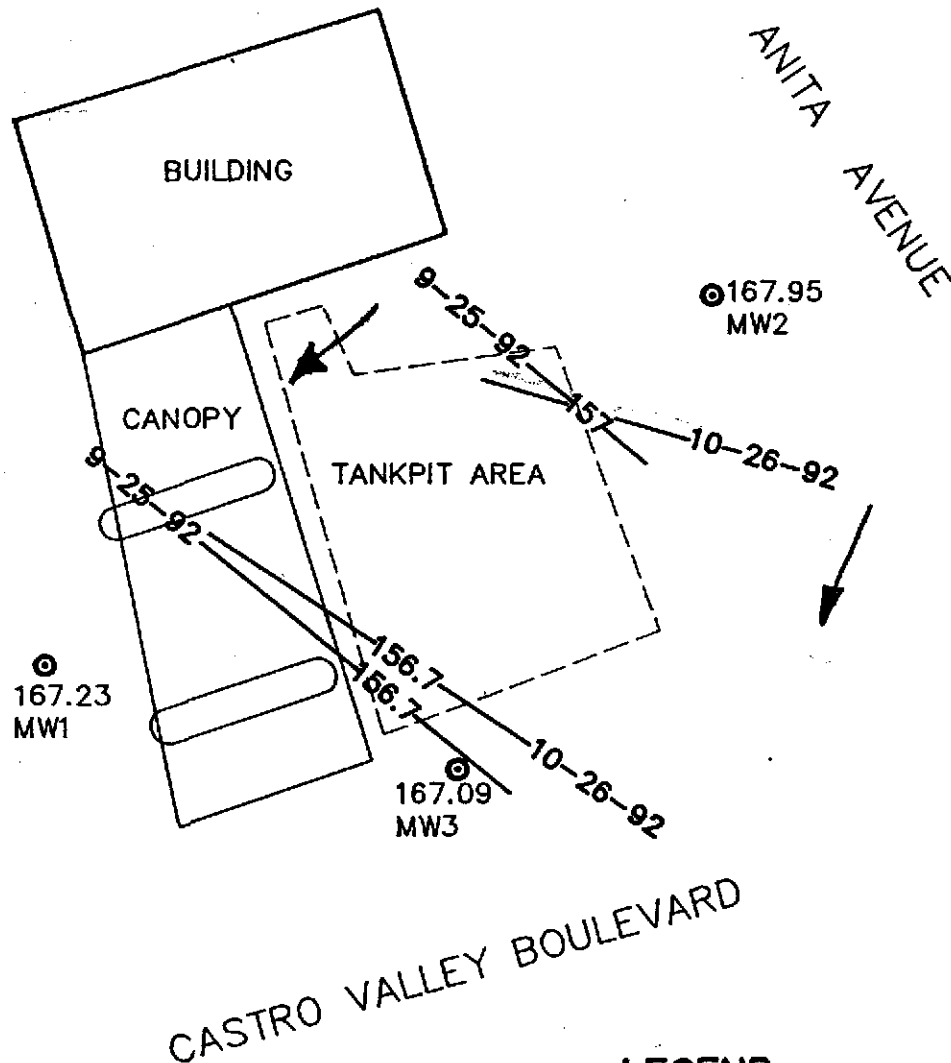 ANITA AVENUE
BUILDING
9-25-92
167.95
MW2
157
CANOPY
10-26-92
9-25-92
TANKPIT AREA
156.7
156.7
167.23
MW1
10-26-92
167.09
MW3
CASTRO VALLEY BOULEVARD